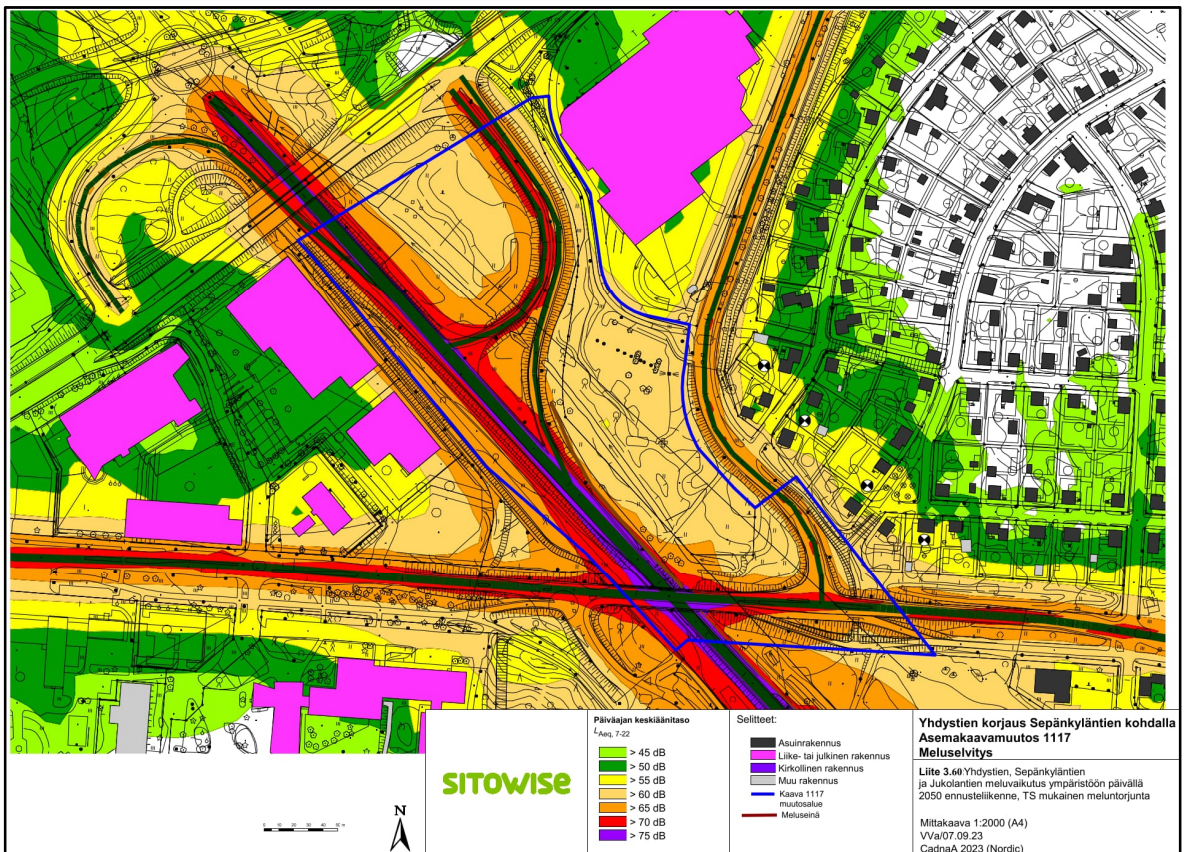 SITOWISE
0 10 20 30 40 50 m
N
Päiväajan keskiäänitaso
LAeq, 7-22
> 45 dB
> 50 dB
> 55 dB
> 60 dB
> 65 dB
> 70 dB
> 75 dB
Selitteet:
Asuinrakennus
Liike- tai julkinen rakennus
Kirkollinen rakennus
Muu rakennus
Kaava 1117
muutosalue
Meluseinä
Yhdystien korjaus Sepänkyläntien kohdalla
Asemakaavamuutos 1117
Meluselvitys
Liite 3.60 Yhdystien, Sepänkyläntien
ja Jukolantien meluvaikutus ympäristöön päivällä
2050 ennusteliikenne, TS mukainen meluntorjunta
Mittakaava 1:2000 (A4)
VVa/07.09.23
CadnaA 2023 (Nordic)